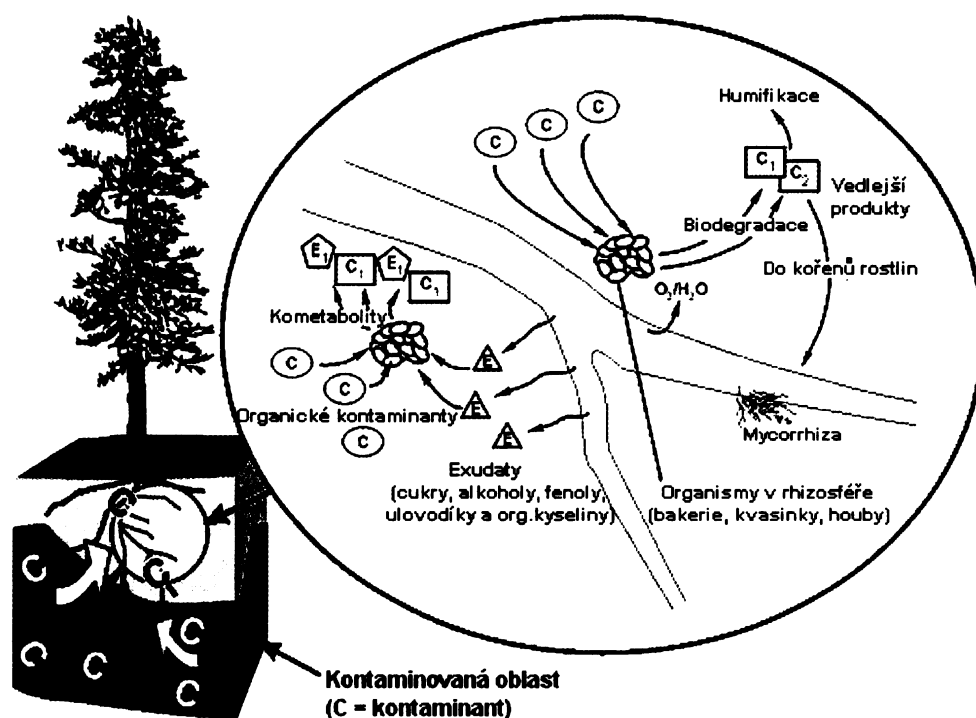 Humifikace
C
C
C
C₁
C₂
Vedlejší
produkty
Biodegradace
E₁
C₁
E₁
C₁
Do kořenů rostlin
O₂/H₂O
Kometabolity
C
C
E
Organické kontaminanty
E
C
E
Mycorrhiza
Exudaty
(cukry, alkoholy, fenoly,
ulovodíky a org.kyseliny)
Organismy v rhizosféře
(bakerie, kvasinky, houby)
C
C
C
C
C
C
C
Kontaminovaná oblast
(C = kontaminant)